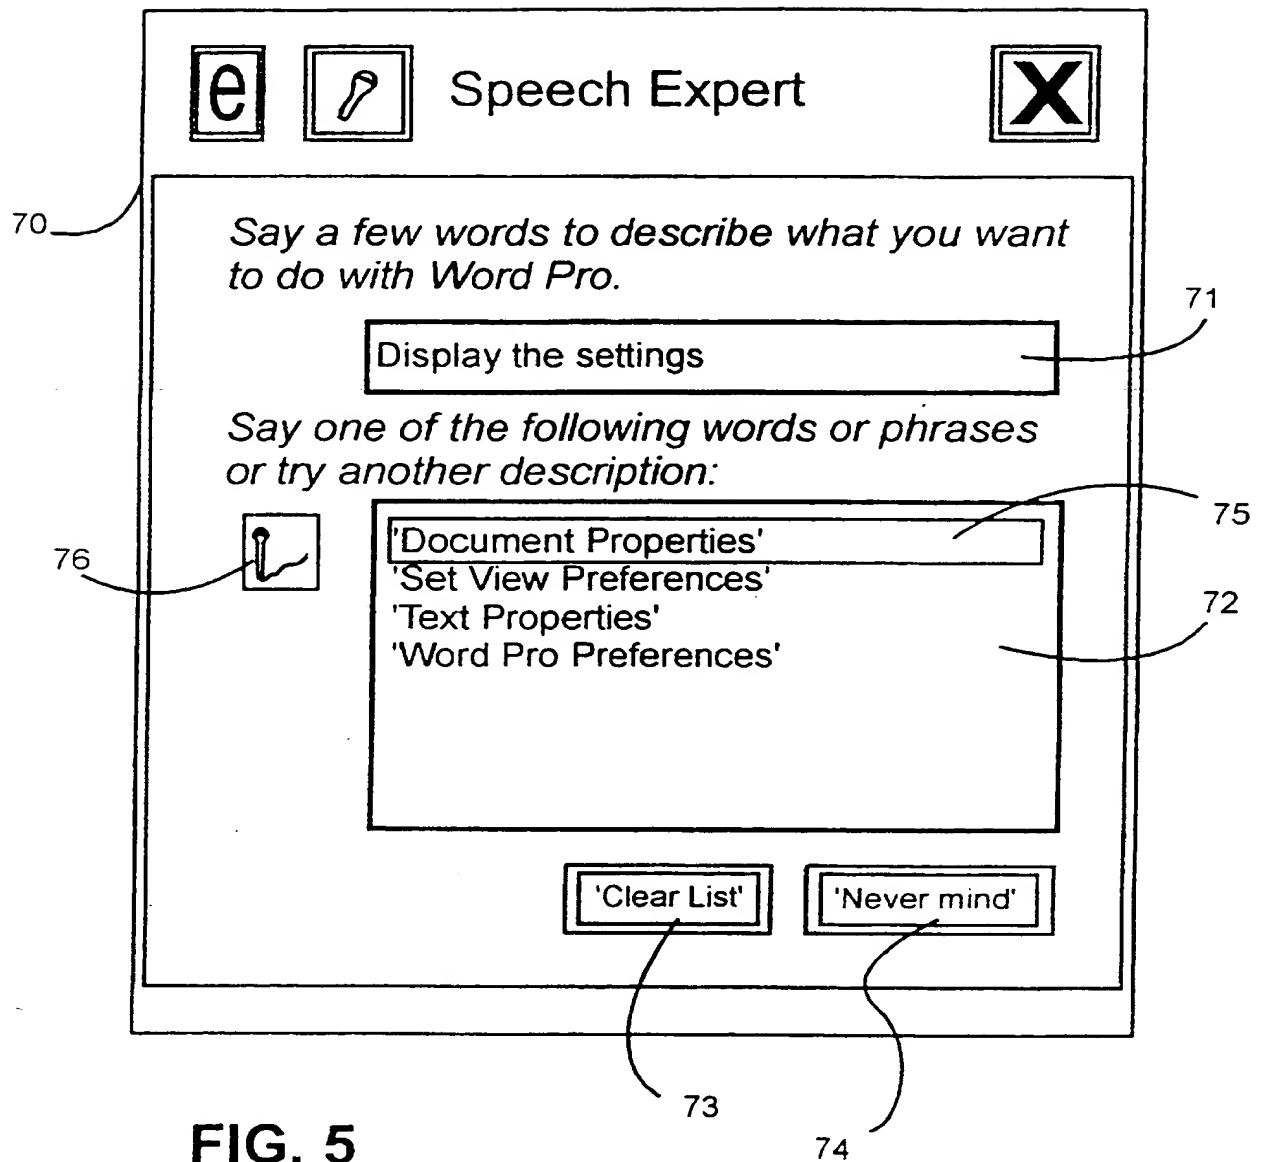 e Speech Expert X
70
Say a few words to describe what you want
to do with Word Pro.
71
Display the settings
Say one of the following words or phrases
or try another description:
75
76
'Document Properties'
'Set View Preferences'
72
'Text Properties'
'Word Pro Preferences'
'Clear List' 'Never mind'
73
74
FIG. 5